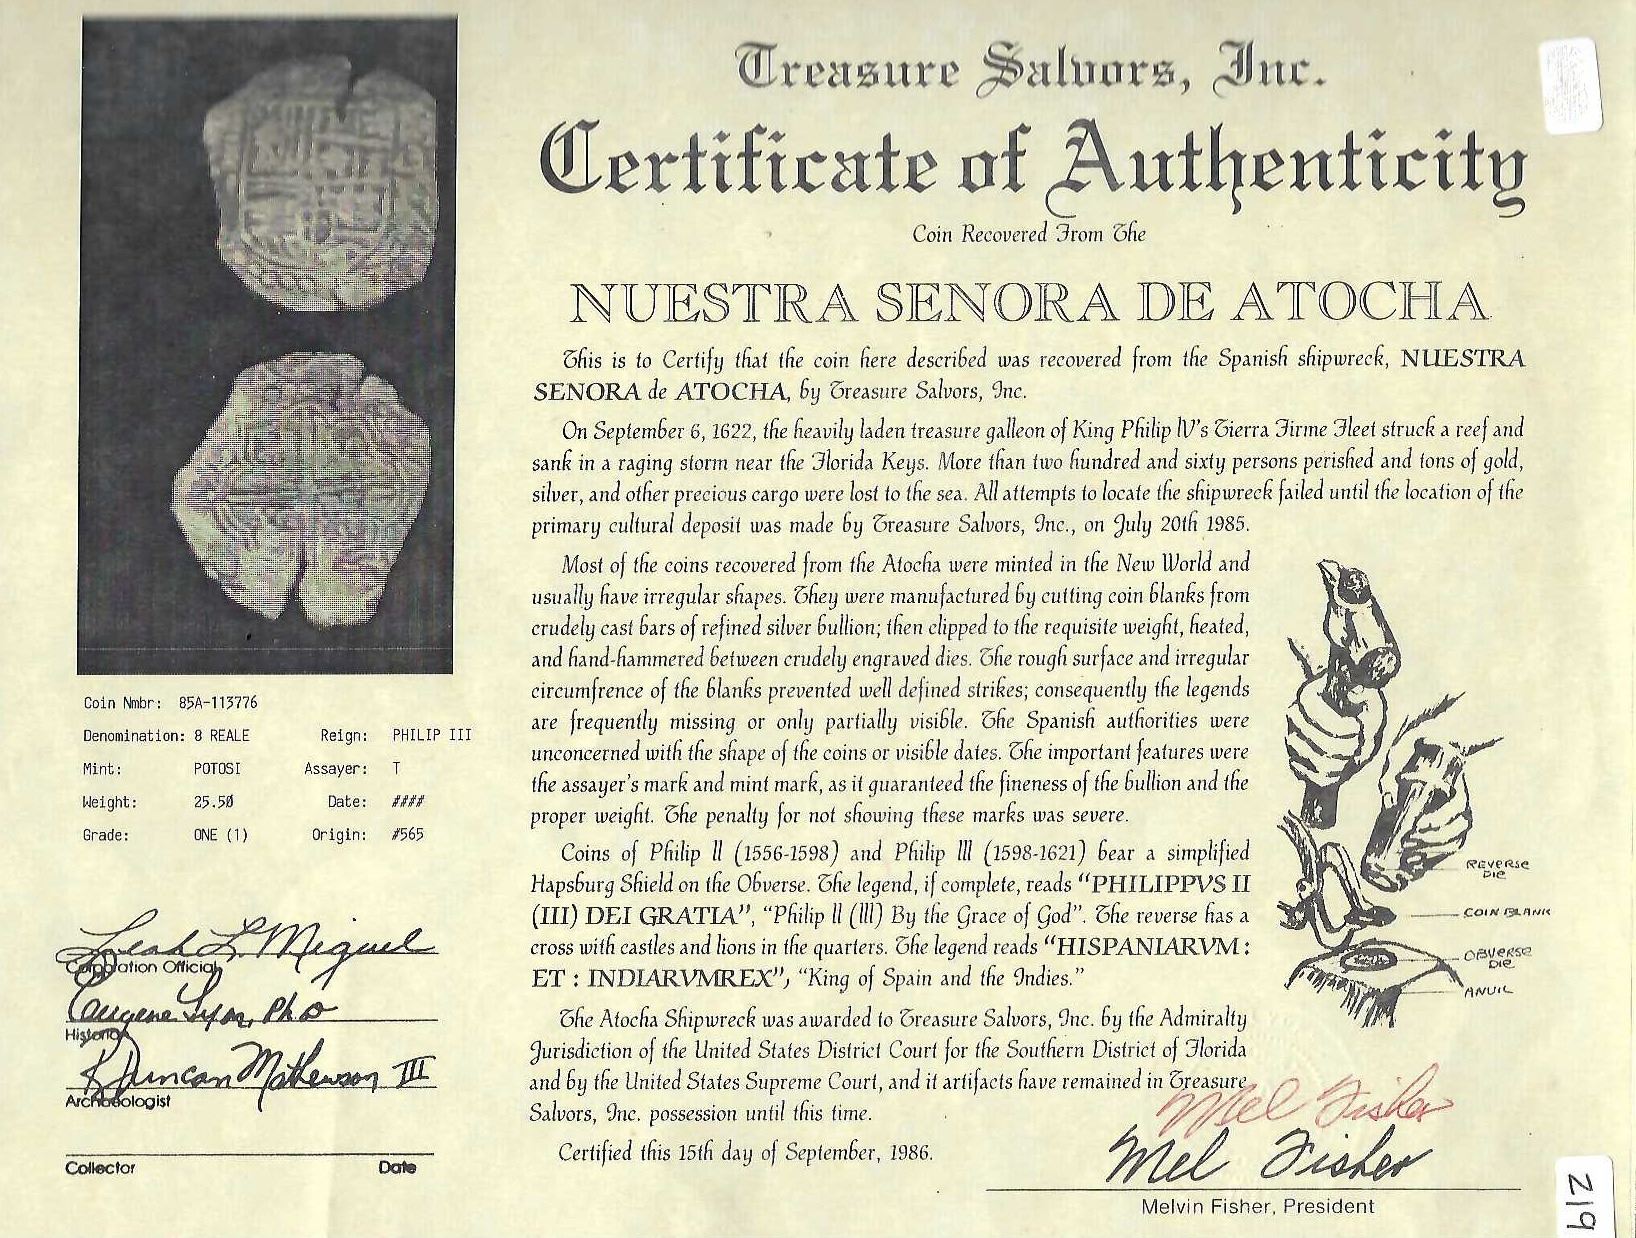 Treasure Salvors, Inc.
Certificate of Authenticity
Coin Recovered From The
NUESTRA SENORA DE ATOCHA
This is to Certify that the coin here described was recovered from the Spanish shipwreck, NUESTRA
SENORA de ATOCHA, by Treasure Salvors, Inc.
On September 6, 1622, the heavily laden treasure galleon of King Philip IV's Tierra Firme Fleet struck a reef and
sank in a raging storm near the Florida Keys. More than two hundred and sixty persons perished and tons of gold,
silver, and other precious cargo were lost to the sea. All attempts to locate the shipwreck failed until the location of the
primary cultural deposit was made by Treasure Salvors, Inc., on July 20th 1985.
Most of the coins recovered from the Atocha were minted in the New World and
usually have irregular shapes. They were manufactured by cutting coin blanks from
crudely cast bars of refined silver bullion; then clipped to the requisite weight, heated,
and hand-hammered between crudely engraved dies. The rough surface and irregular
circumfrence of the blanks prevented well defined strikes; consequently the legends
are frequently missing or only partially visible. The Spanish authorities were
unconcerned with the shape of the coins or visible dates. The important features were
the assayer's mark and mint mark, as it guaranteed the fineness of the bullion and the
proper weight. The penalty for not showing these marks was severe.
Coins of Philip II (1556-1598) and Philip III (1598-1621) bear a simplified
Hapsburg Shield on the Obverse. The legend, if complete, reads "PHILIPPVS II
(III) DEI GRATIA", "Philip II (III) By the Grace of God". The reverse has a
cross with castles and lions in the quarters. The legend reads "HISPANIARVM :
ET : INDIARVMREX", "King of Spain and the Indies."
The Atocha Shipwreck was awarded to Treasure Salvors, Inc. by the Admiralty
Jurisdiction of the United States District Court for the Southern District of Florida
and by the United States Supreme Court, and it artifacts have remained in Treasure
Salvors, Inc. possession until this time.
Certified this 15th day of September, 1986.
REVERSE
DIE
COIN BLANK
OBVERSE
DIE
ANVIL
Mel Fisher
Mel Fisher
Melvin Fisher, President
Coin Nmbr: 85A-113776
Denomination: 8 REALE Reign: PHILIP III
Mint: POTOSI Assayer: T
Weight: 25.50 Date: ####
Grade: ONE (1) Origin: #565
Leah L. Miguel
Corporation Official
Eugene Lyon, Ph D
Historian
R Duncan Mathewson III
Archaeologist
Collector Date
219